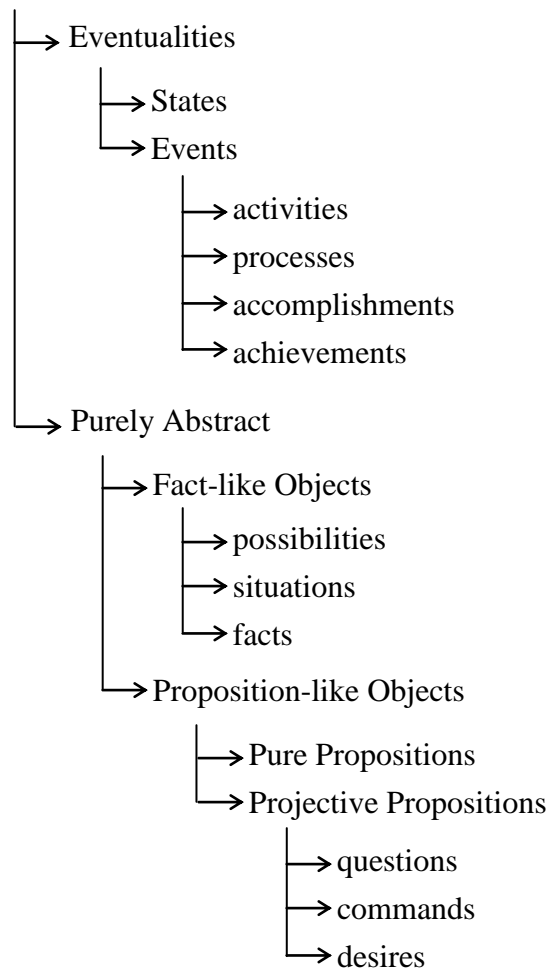 Eventualities
States
Events
activities
processes
accomplishments
achievements
Purely Abstract
Fact-like Objects
possibilities
situations
facts
Proposition-like Objects
Pure Propositions
Projective Propositions
questions
commands
desires